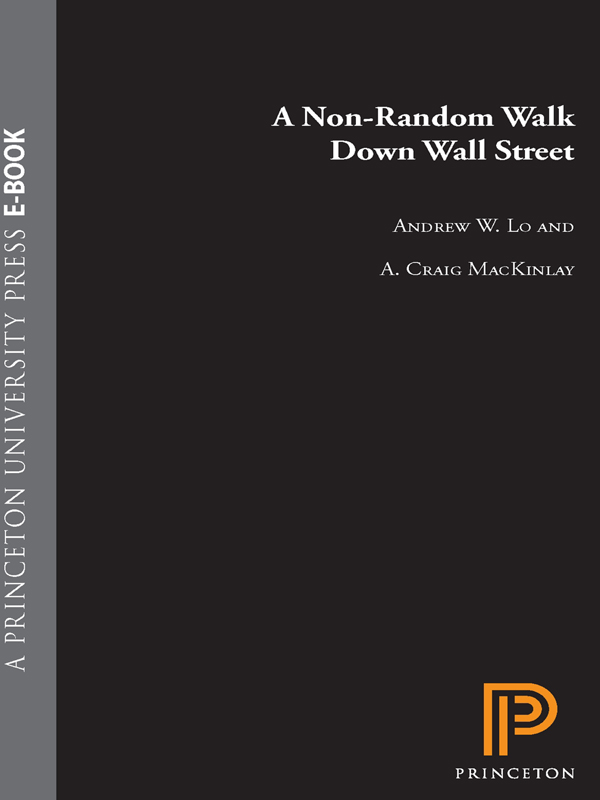 A Non-Random Walk
Down Wall Street
Andrew W. Lo and
A. Craig MacKinlay
A PRINCETON UNIVERSITY PRESS E-BOOK
PRINCETON